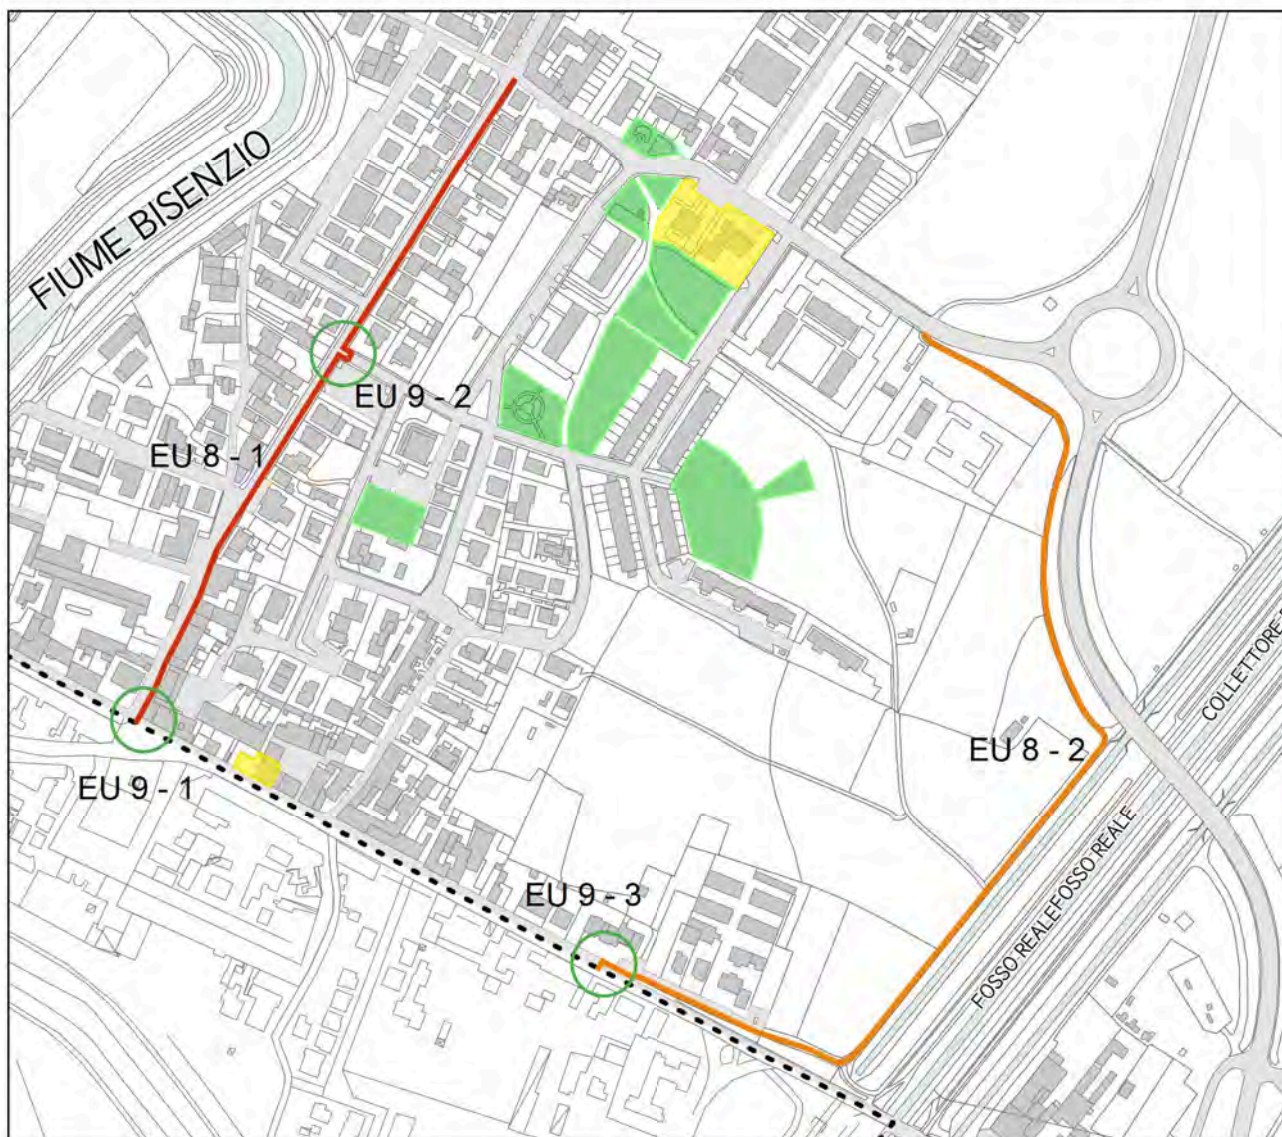 FIUME BISENZIO
EU 9 - 2
EU 8 - 1
COLLETTORE
EU 8 - 2
EU 9 - 1
FOSSO REALEFOSSO REALE
EU 9 - 3